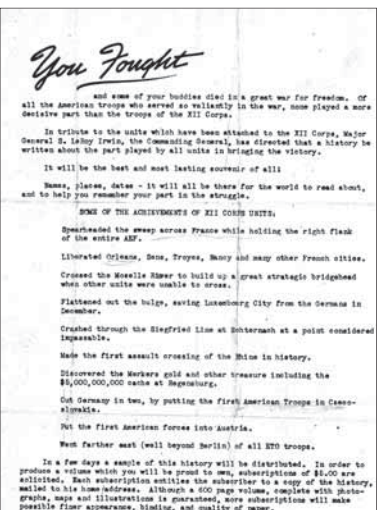 You Fought
and some of your buddies died in a great war for freedom. Of
all the American troops who served so valiantly in the war, none played a more
decisive part than the troops of the XII Corps.
In tribute to the units which have been attached to the XII Corps, Major
General S. LeRoy Irwin, the Commanding General, has directed that a history be
written about the part played by all units in bringing the victory.
It will be the best and most lasting souvenir of all:
Names, places, dates - it will all be there for the world to read about,
and to help you remember your part in the struggle.
SOME OF THE ACHIEVEMENTS OF XII CORPS UNITS:
Spearheaded the sweep across France while holding the right flank
of the entire AEF.
Liberated Orleans, Sens, Troyes, Nancy and many other French cities.
Crossed the Moselle River to build up a great strategic bridgehead
when other units were unable to cross.
Flattened out the bulge, saving Luxembourg City from the Germans in
December.
Crashed through the Siegfried Line at Echternach at a point considered
impassable.
Made the first assault crossing of the Rhine in history.
Discovered the Merkers gold and other treasure including the
$5,000,000,000 cache at Regensburg.
Cut Germany in two, by putting the first American Troops in Czeco-
slovakia.
Put the first American forces into Austria.
Went farther east (well beyond Berlin) of all ETO troops.
In a few days a sample of this history will be distributed. In order to
produce a volume which you will be proud to own, subscriptions of $5.00 are
solicited. Each subscription entitles the subscriber to a copy of the history,
mailed to his home address. Although a 600 page volume, complete with photo-
graphs, maps and illustrations is guaranteed, more subscriptions will make
possible finer appearance, binding, and quality of paper.